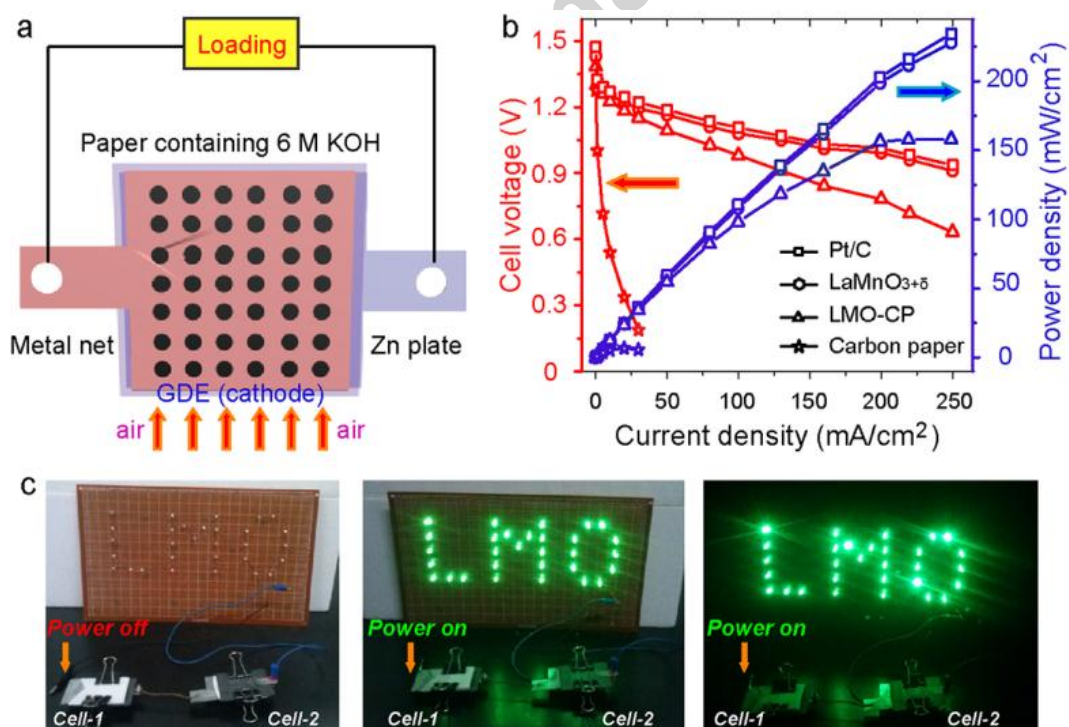 a
Loading
Paper containing 6 M KOH
Metal net
Zn plate
GDE (cathode)
air
air
b
Cell voltage (V)
1.5
1.2
0.9
0.6
0.3
0
0 50 100 150 200 250
Current density (mA/cm²)
200
150
100
50
0
Power density (mW/cm²)
Pt/C
LaMnO₃₊δ
LMO-CP
Carbon paper
c
Power off
Cell-1
Cell-2
LMO
Power on
Cell-1
Cell-2
LMO
Power on
Cell-1
Cell-2